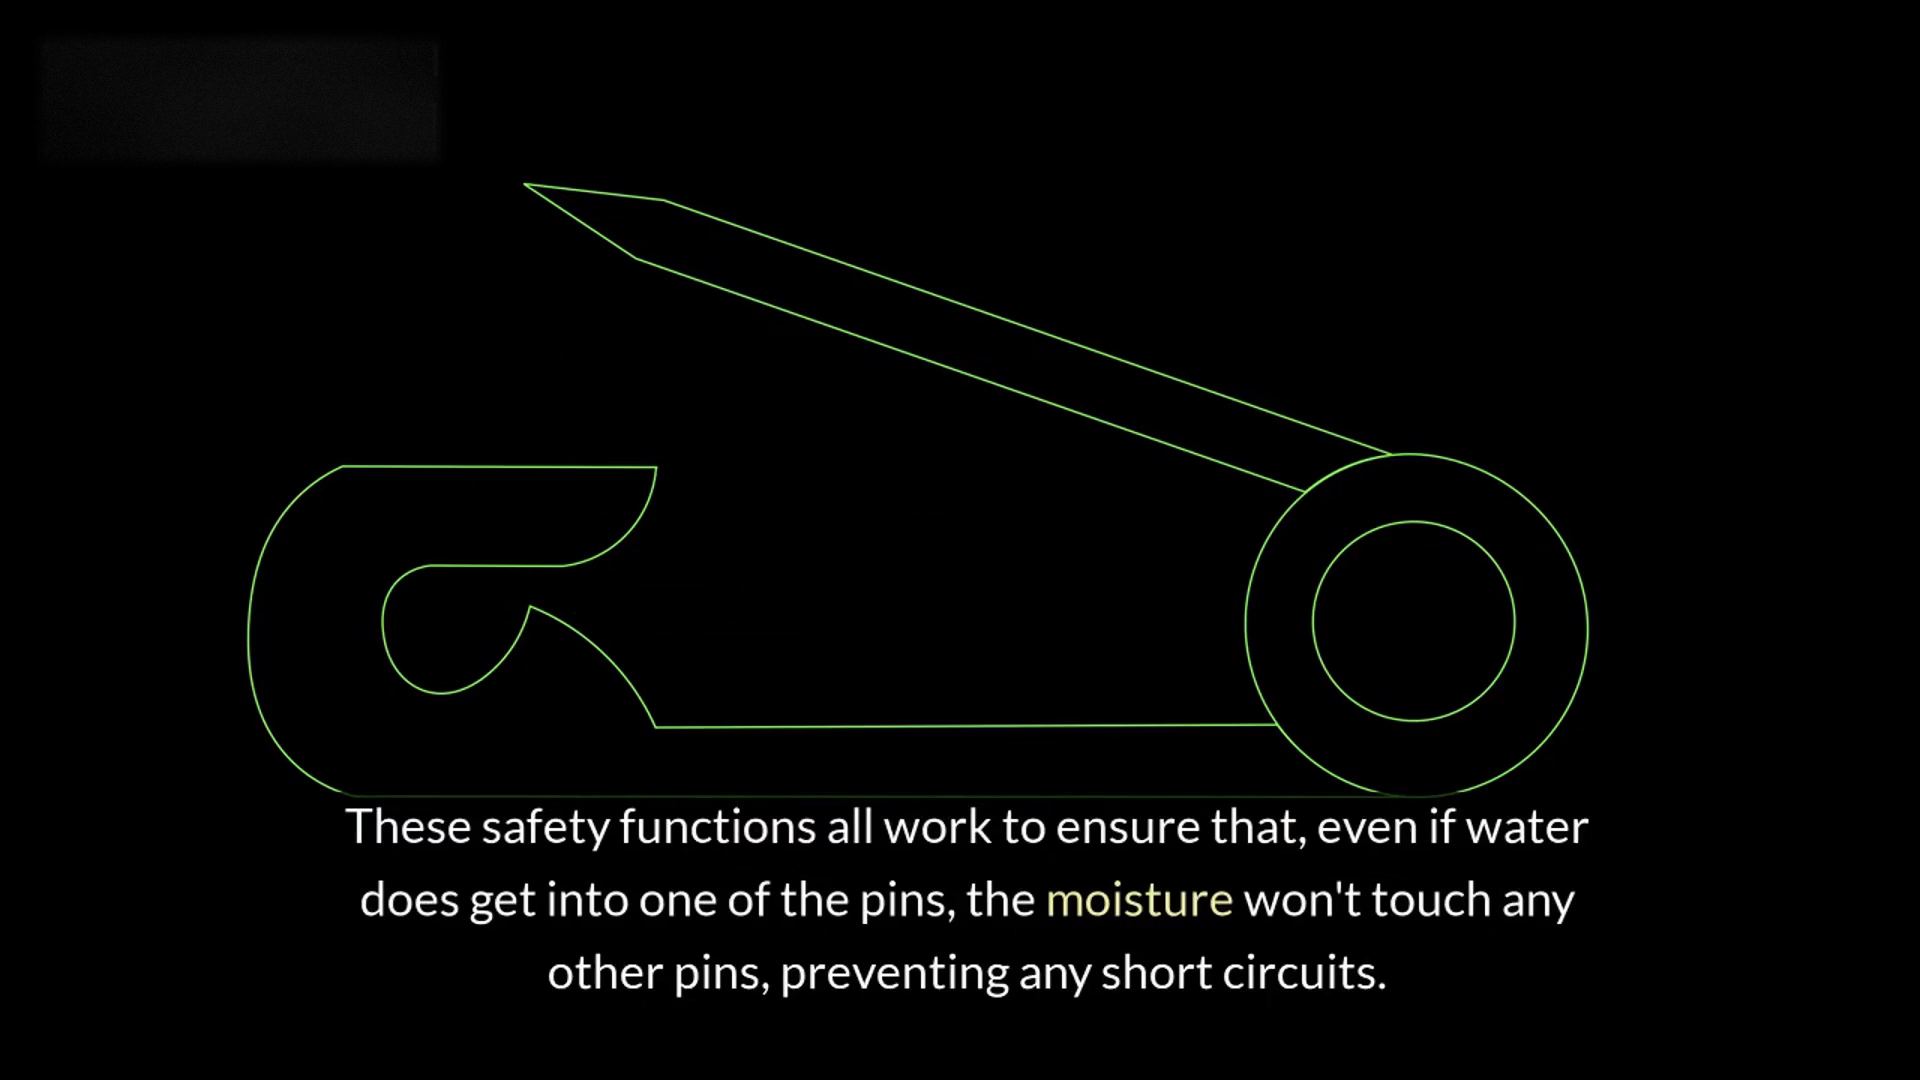 These safety functions all work to ensure that, even if water
does get into one of the pins, the moisture won't touch any
other pins, preventing any short circuits.